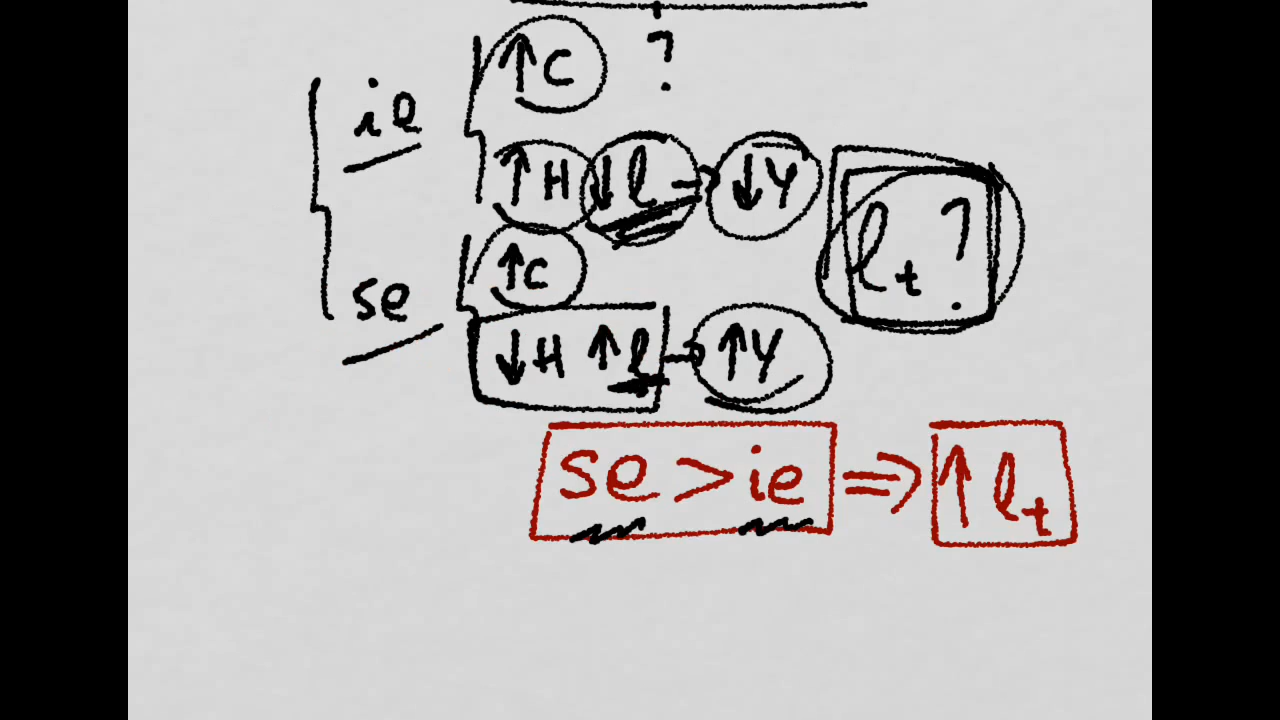 ↑C ?
ie
↑H ↓l → ↓Y
l_t ?
↑C
se
↓H ↑l → ↑Y
se > ie ⇒ ↑l_t